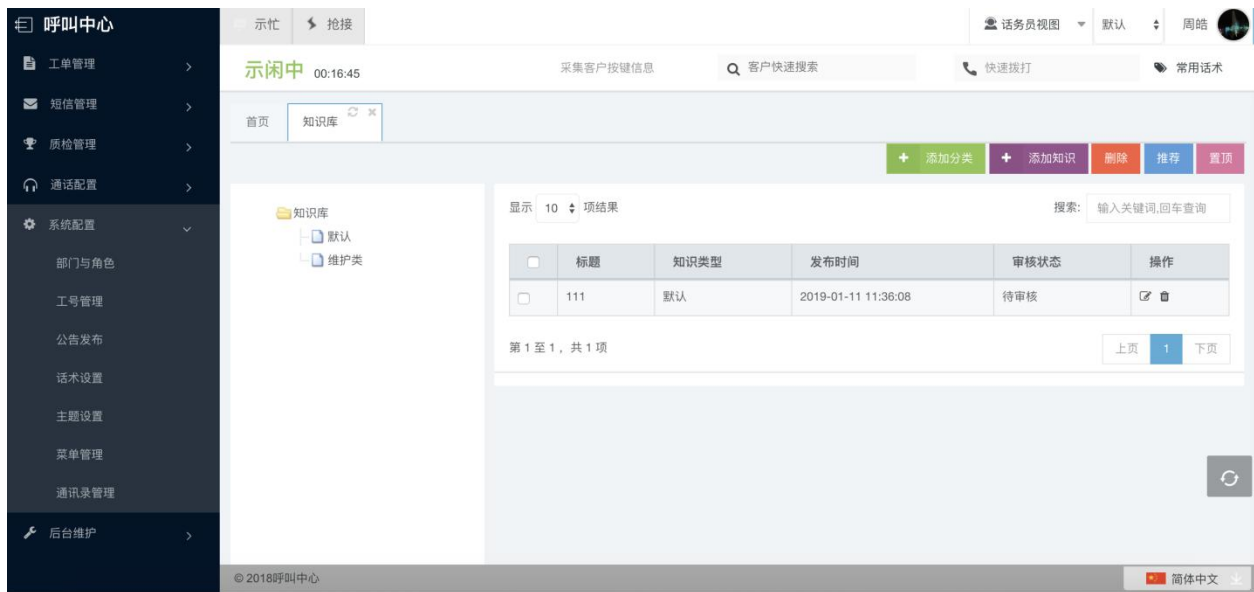 呼叫中心
示忙 抢接 话务员视图 默认 周皓
示闲中 00:16:45 采集客户按键信息 客户快速搜索 快速拨打 常用话术
工单管理
短信管理
质检管理
通话配置
系统配置
部门与角色
工号管理
公告发布
话术设置
主题设置
菜单管理
通讯录管理
后台维护
首页 知识库
添加分类 添加知识 删除 推荐 置顶
知识库
默认
维护类
显示 10 项结果 搜索: 输入关键词,回车查询
标题 知识类型 发布时间 审核状态 操作
111 默认 2019-01-11 11:36:08 待审核
第 1 至 1, 共 1 项 上页 1 下页
© 2018呼叫中心 简体中文